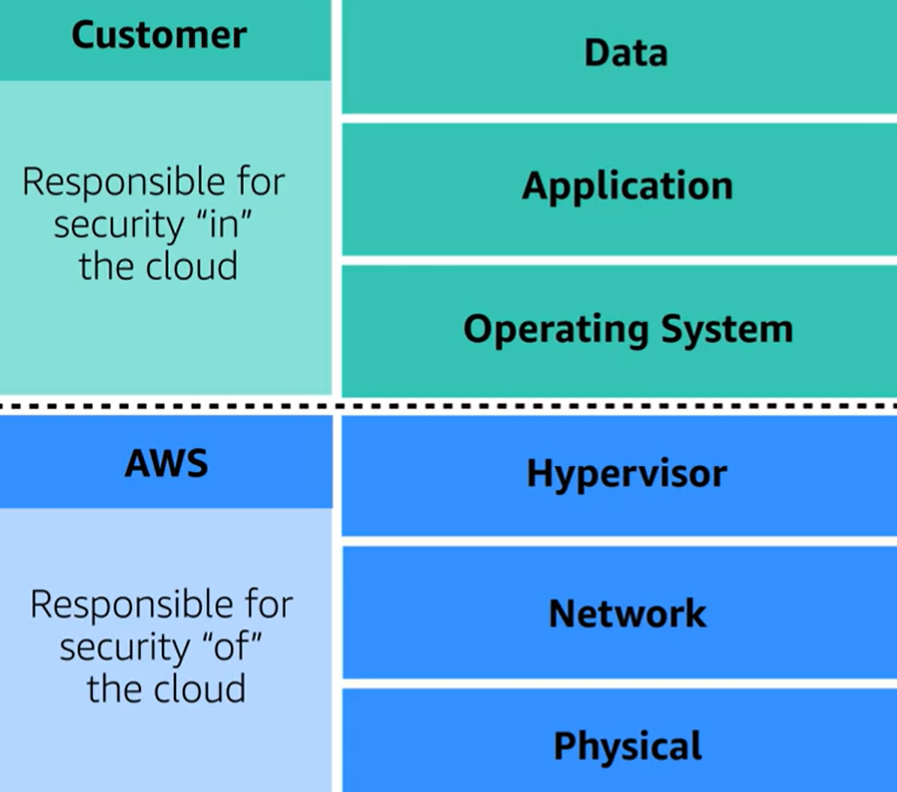 Customer
Responsible for
security “in”
the cloud
Data
Application
Operating System
AWS
Responsible for
security “of”
the cloud
Hypervisor
Network
Physical